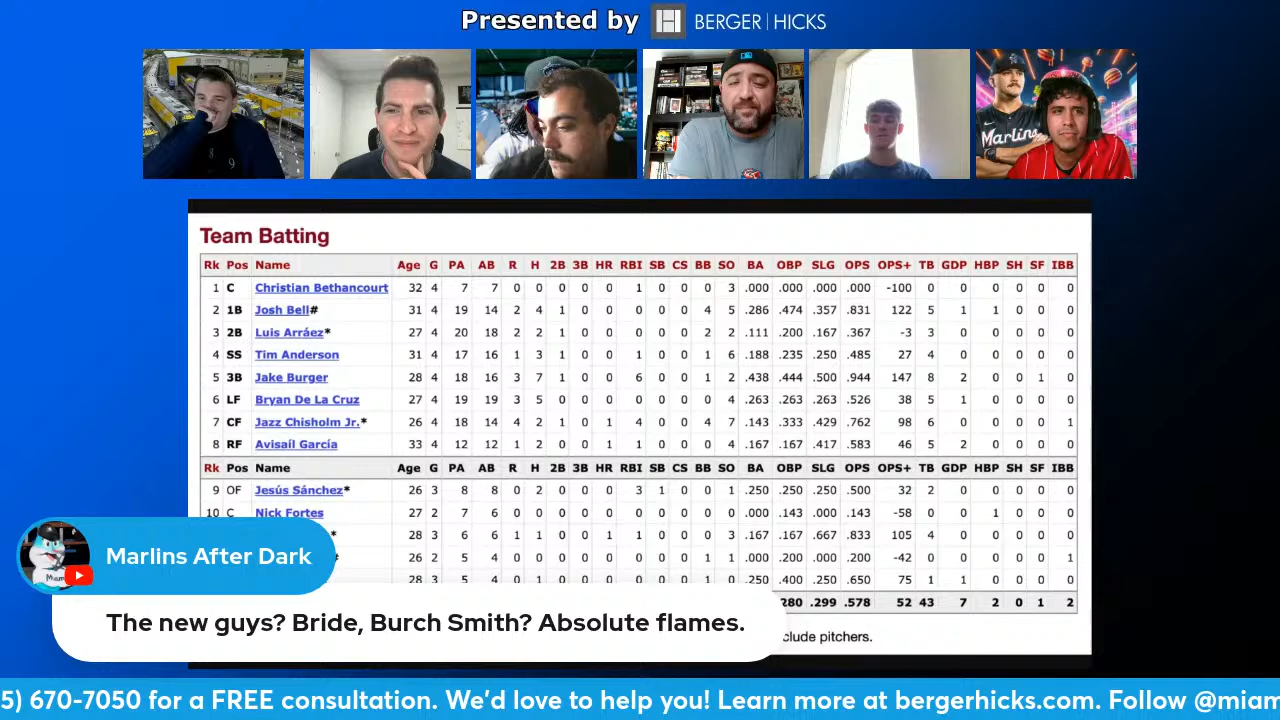 Presented by BERGER HICKS
Marlins
8 9
Team Batting
Rk Pos Name Age G PA AB R H 2B 3B HR RBI SB CS BB SO BA OBP SLG OPS OPS+ TB GDP HBP SH SF IBB
1 C Christian Bethancourt 32 4 7 7 0 0 0 0 0 1 0 0 0 3 .000 .000 .000 .000 -100 0 0 0 0 0 0
2 1B Josh Bell# 31 4 19 14 2 4 1 0 0 0 0 0 4 5 .286 .474 .357 .831 122 5 1 1 0 0 0
3 2B Luis Arráez* 27 4 20 18 2 2 1 0 0 0 0 0 2 2 .111 .200 .167 .367 -3 3 0 0 0 0 0
4 SS Tim Anderson 31 4 17 16 1 3 1 0 0 1 0 0 1 6 .188 .235 .250 .485 27 4 0 0 0 0 0
5 3B Jake Burger 28 4 18 16 3 7 1 0 0 6 0 0 1 2 .438 .444 .500 .944 147 8 2 0 0 1 0
6 LF Bryan De La Cruz 27 4 19 19 3 5 0 0 0 0 0 0 0 4 .263 .263 .263 .526 38 5 1 0 0 0 0
7 CF Jazz Chisholm Jr.* 26 4 18 14 4 2 1 0 1 4 0 0 4 7 .143 .333 .429 .762 98 6 0 0 0 0 1
8 RF Avisaíl García 33 4 12 12 1 2 0 0 1 1 0 0 0 4 .167 .167 .417 .583 46 5 2 0 0 0 0
Rk Pos Name Age G PA AB R H 2B 3B HR RBI SB CS BB SO BA OBP SLG OPS OPS+ TB GDP HBP SH SF IBB
9 OF Jesús Sánchez* 26 3 8 8 0 2 0 0 0 3 1 0 0 1 .250 .250 .250 .500 32 2 0 0 0 0 0
10 C Nick Fortes 27 2 7 6 0 0 0 0 0 0 0 0 0 0 .000 .143 .000 .143 -58 0 0 1 0 0 0
* 28 3 6 6 1 1 0 0 1 1 0 0 0 3 .167 .167 .667 .833 105 4 0 0 0 0 0
26 2 5 4 0 0 0 0 0 0 0 0 1 1 .000 .200 .000 .200 -42 0 0 0 0 0 1
28 3 5 4 0 1 0 0 0 0 0 0 1 0 .250 .400 .250 .650 75 1 1 0 0 0 0
.280 .299 .578 52 43 7 2 0 1 2
clude pitchers.
Marlins After Dark
The new guys? Bride, Burch Smith? Absolute flames.
5) 670-7050 for a FREE consultation. We'd love to help you! Learn more at bergerhicks.com. Follow @miam